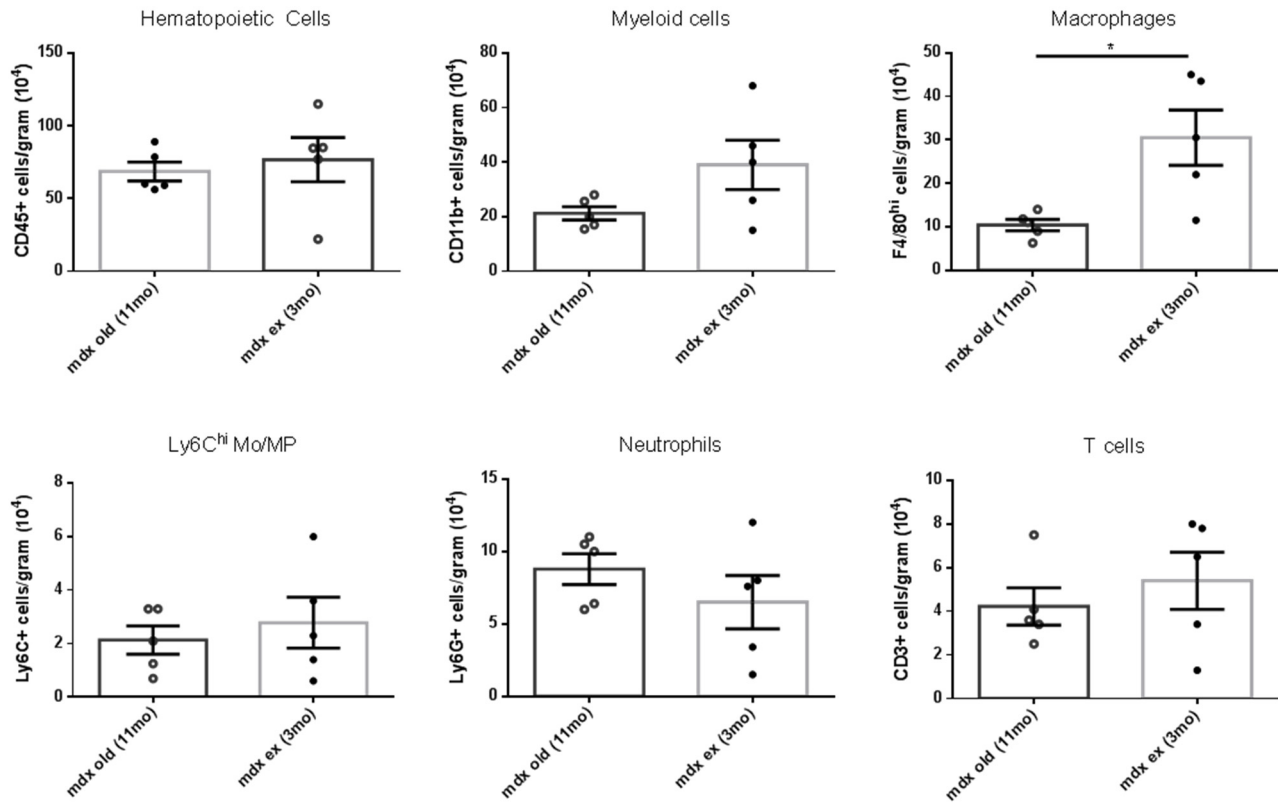 Hematopoietic Cells
CD45+ cells/gram (10⁴)
150
100
50
0
mdx old (11mo)
mdx ex (3mo)
Myeloid cells
CD11b+ cells/gram (10⁴)
80
60
40
20
0
mdx old (11mo)
mdx ex (3mo)
Macrophages
F4/80ʰⁱ cells/gram (10⁴)
50
40
30
20
10
0
*
mdx old (11mo)
mdx ex (3mo)
Ly6Cʰⁱ Mo/MP
Ly6C+ cells/gram (10⁴)
8
6
4
2
0
mdx old (11mo)
mdx ex (3mo)
Neutrophils
Ly6G+ cells/gram (10⁴)
15
10
5
0
mdx old (11mo)
mdx ex (3mo)
T cells
CD3+ cells/gram (10⁴)
10
8
6
4
2
0
mdx old (11mo)
mdx ex (3mo)